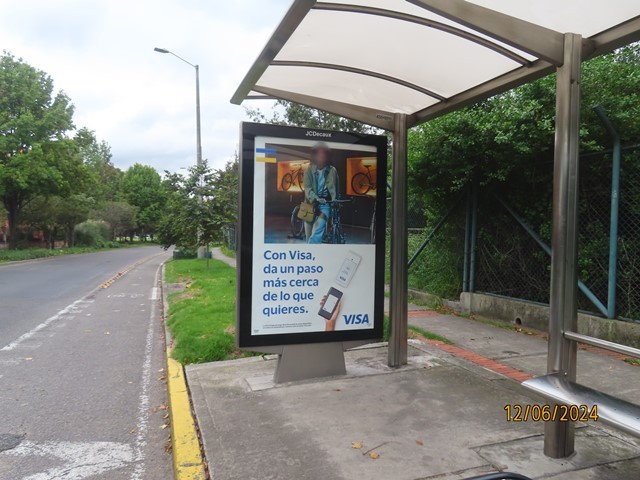 JCDecaux
Con Visa,
da un paso
más cerca
de lo que
quieres.
VISA
12/06/2024